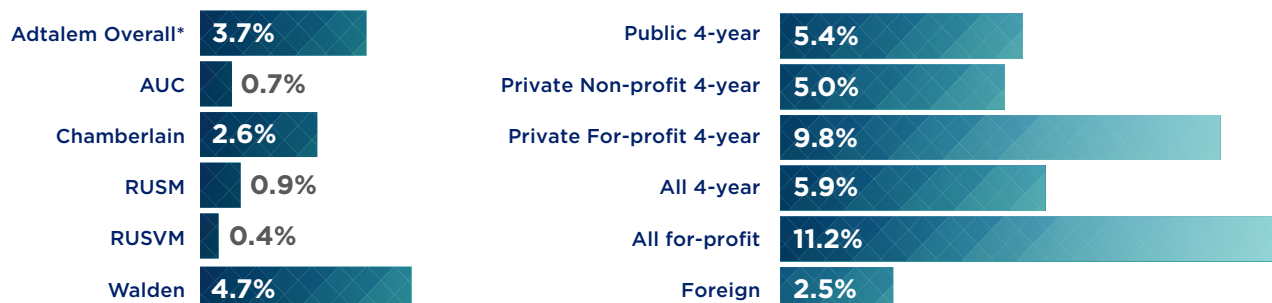 Adtalem Overall* 3.7%
AUC 0.7%
Chamberlain 2.6%
RUSM 0.9%
RUSVM 0.4%
Walden 4.7%
Public 4-year 5.4%
Private Non-profit 4-year 5.0%
Private For-profit 4-year 9.8%
All 4-year 5.9%
All for-profit 11.2%
Foreign 2.5%